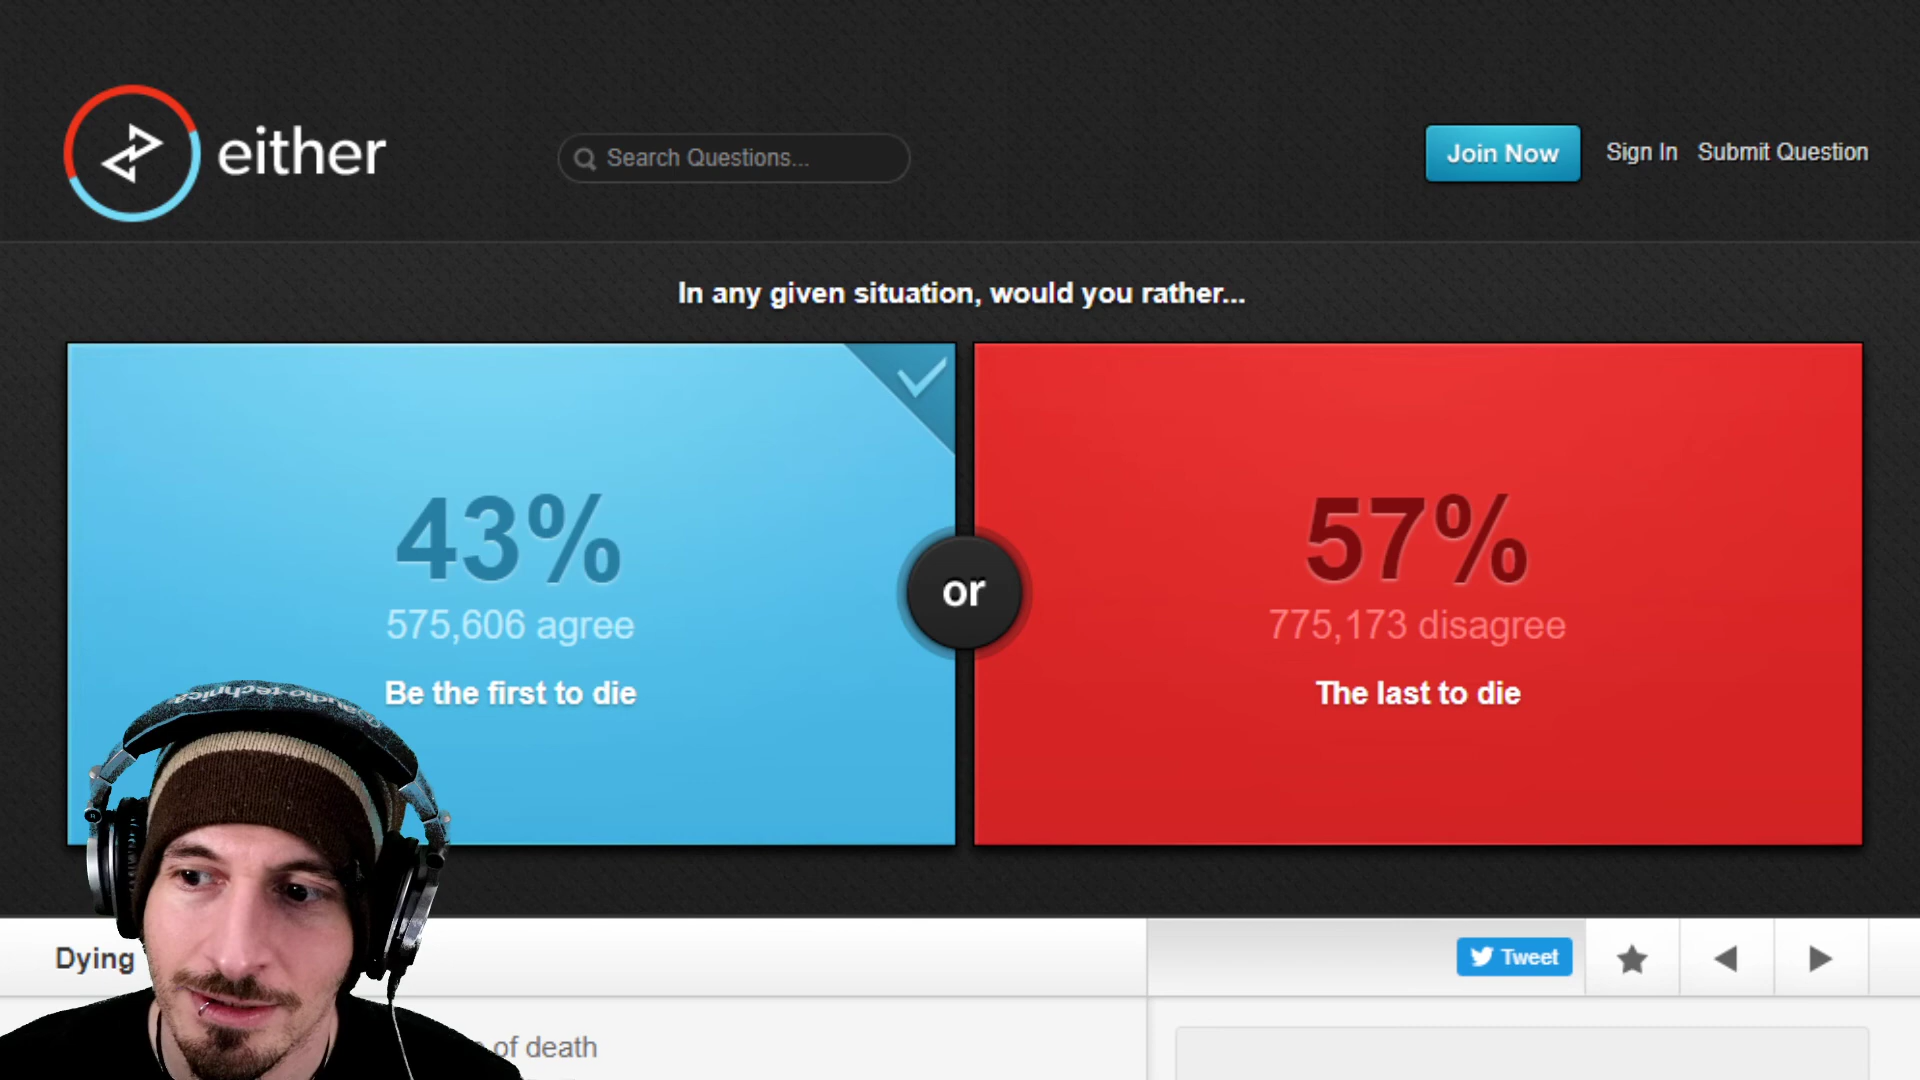 either
Search Questions...
Join Now
Sign In
Submit Question
In any given situation, would you rather...
43%
575,606 agree
Be the first to die
or
57%
775,173 disagree
The last to die
audio-technica
Dying
Tweet
of death